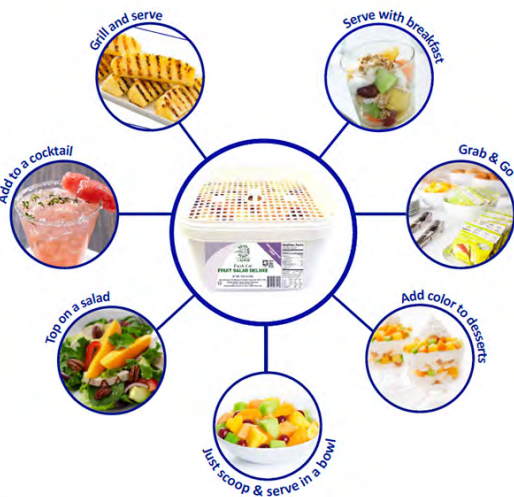 Grill and serve
Serve with breakfast
Add to a cocktail
Grab & Go
Fresh Cut
FRUIT SALAD DELUXE
Top on a salad
Add color to desserts
Just scoop & serve in a bowl